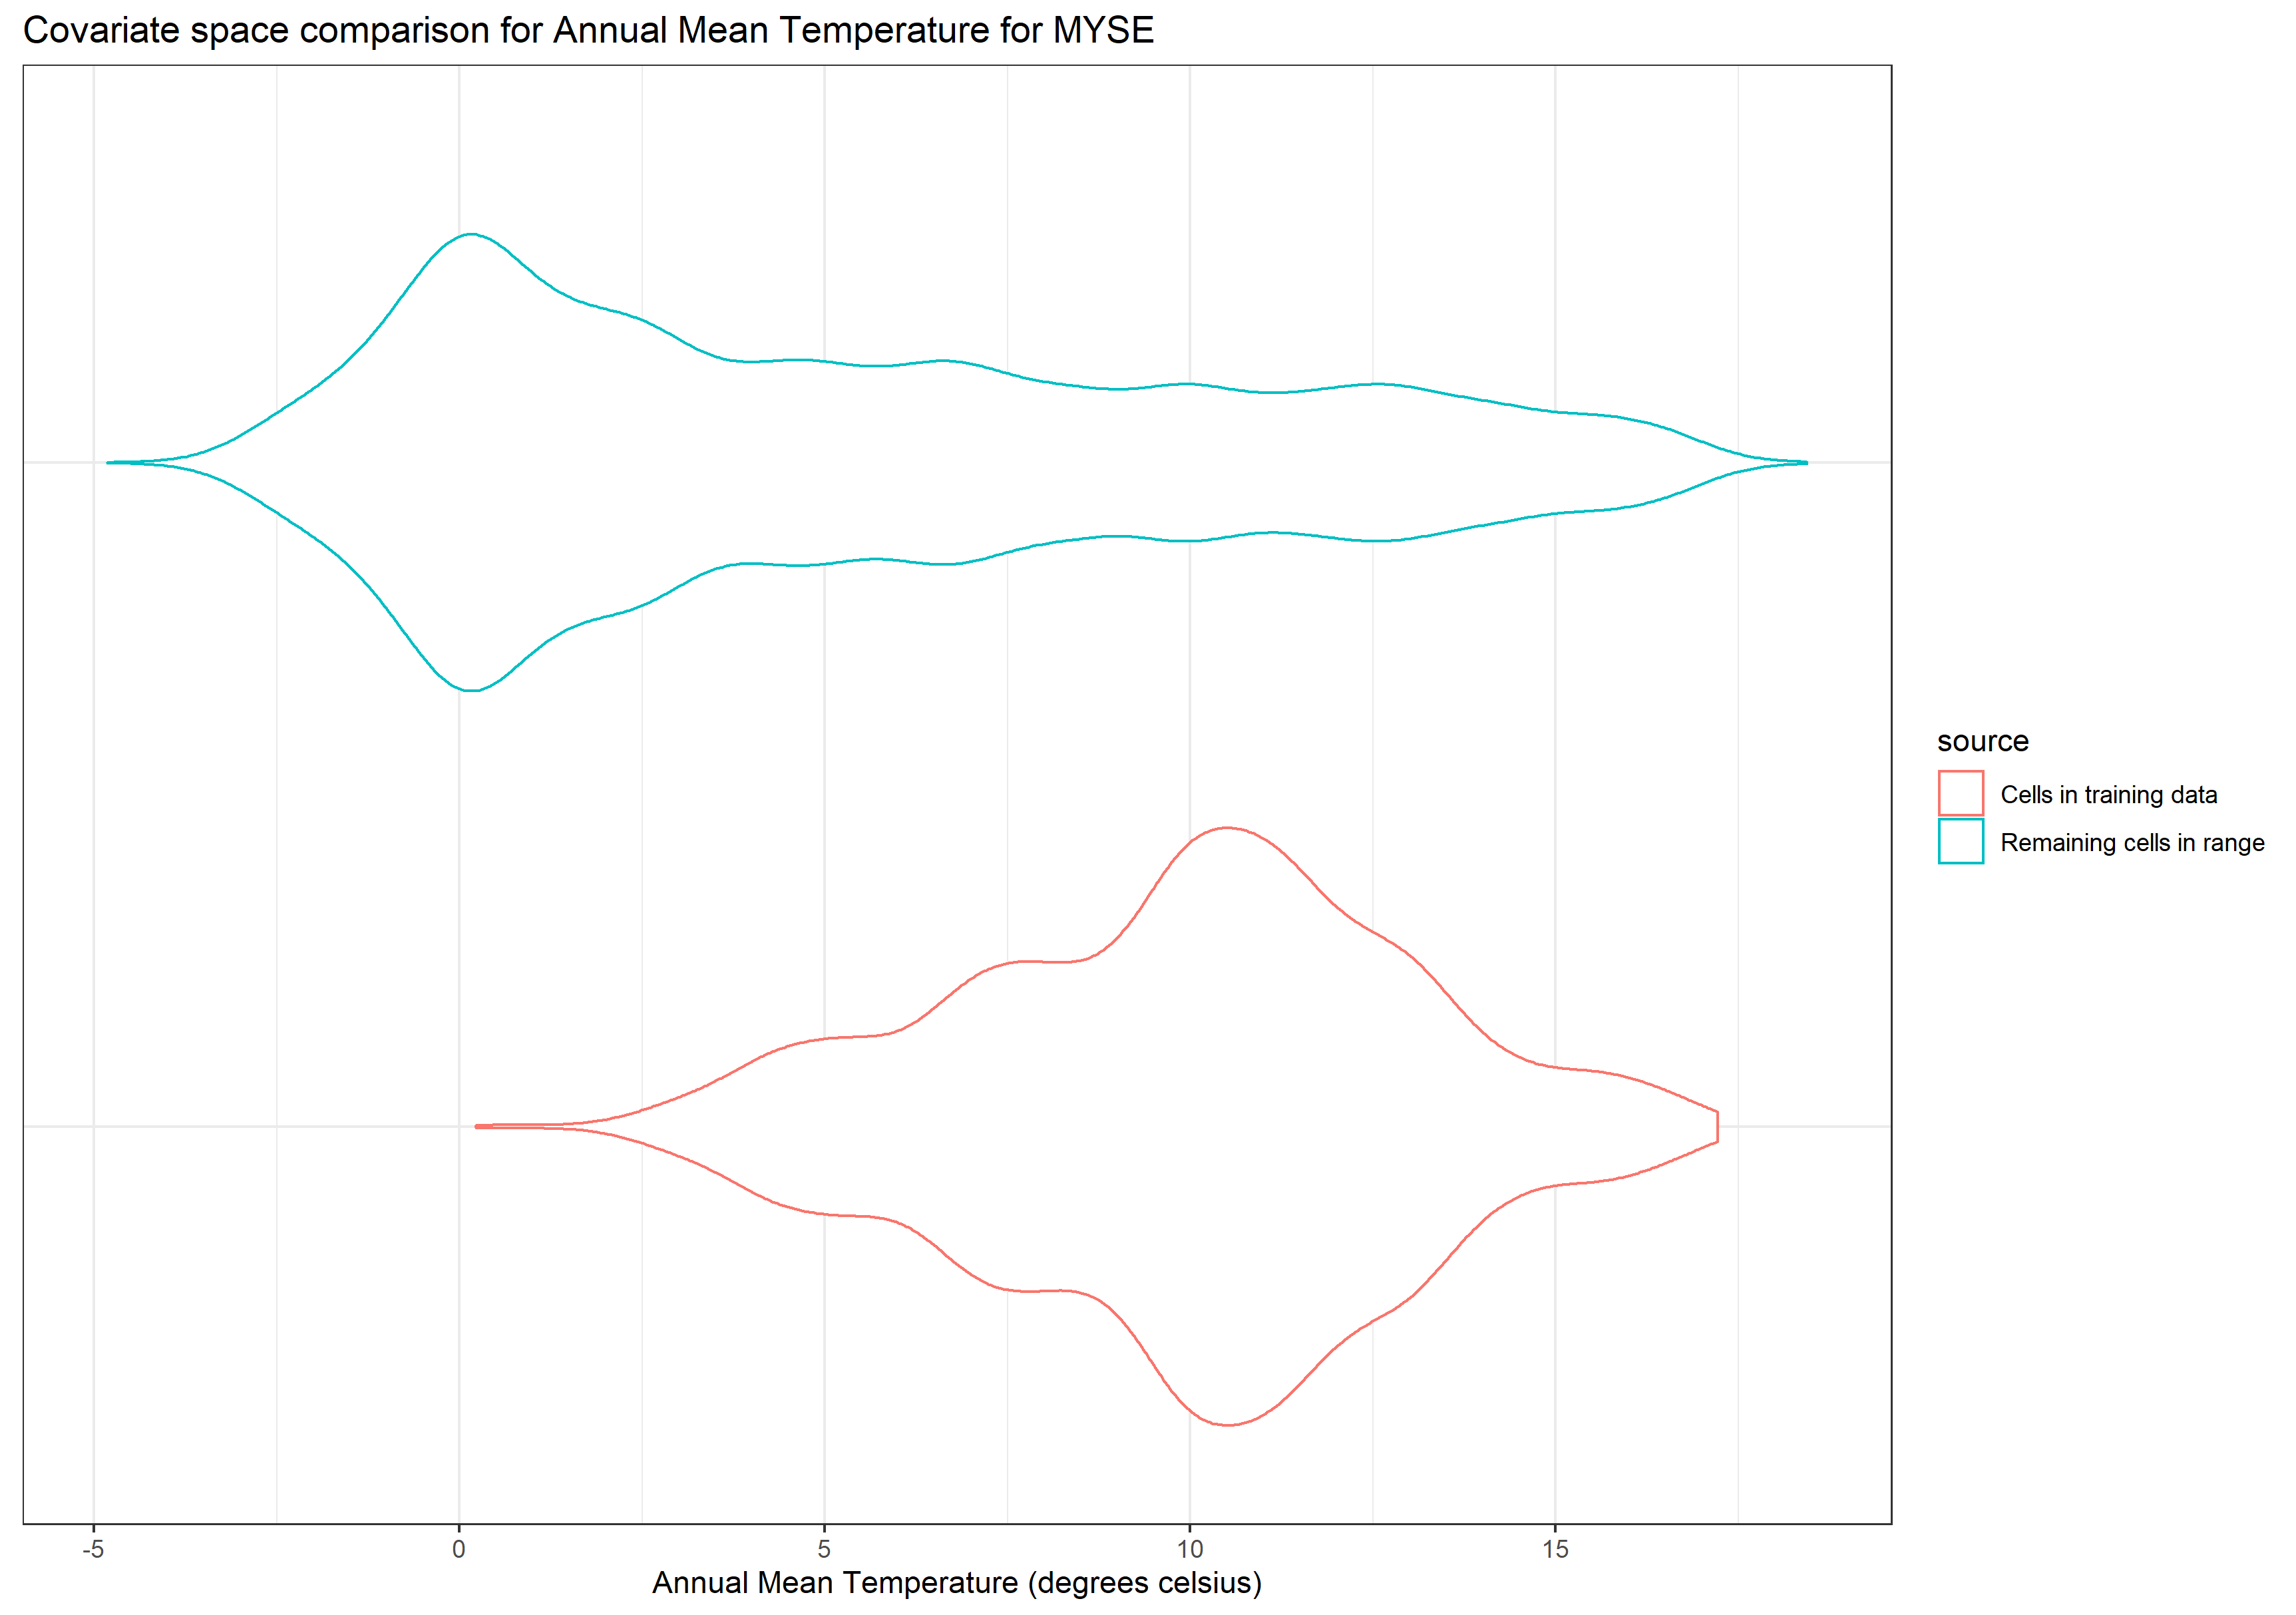 Covariate space comparison for Annual Mean Temperature for MYSE
source
Cells in training data
Remaining cells in range
-5 0 5 10 15
Annual Mean Temperature (degrees celsius)